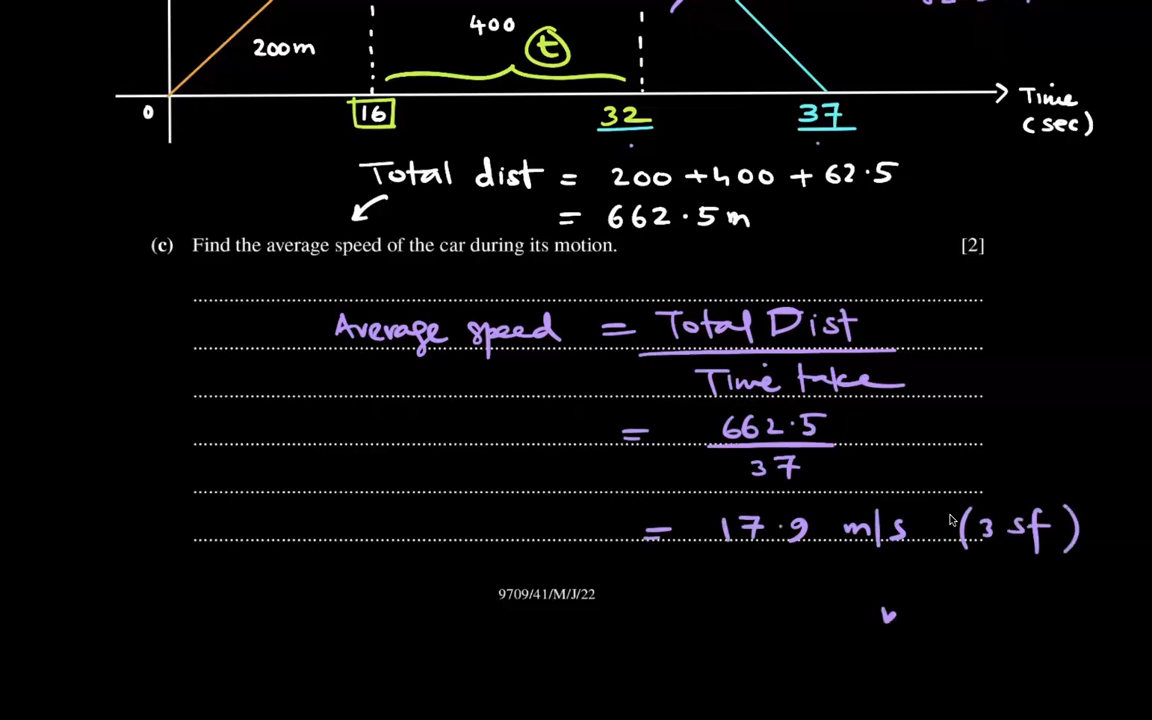 400
t
200m
0
16
32
37
Time
(sec)
Total dist = 200 + 400 + 62.5
= 662.5m
(c) Find the average speed of the car during its motion. [2]
Average speed = Total Dist
Time take
= 662.5
37
= 17.9 m/s (3 sf)
9709/41/M/J/22